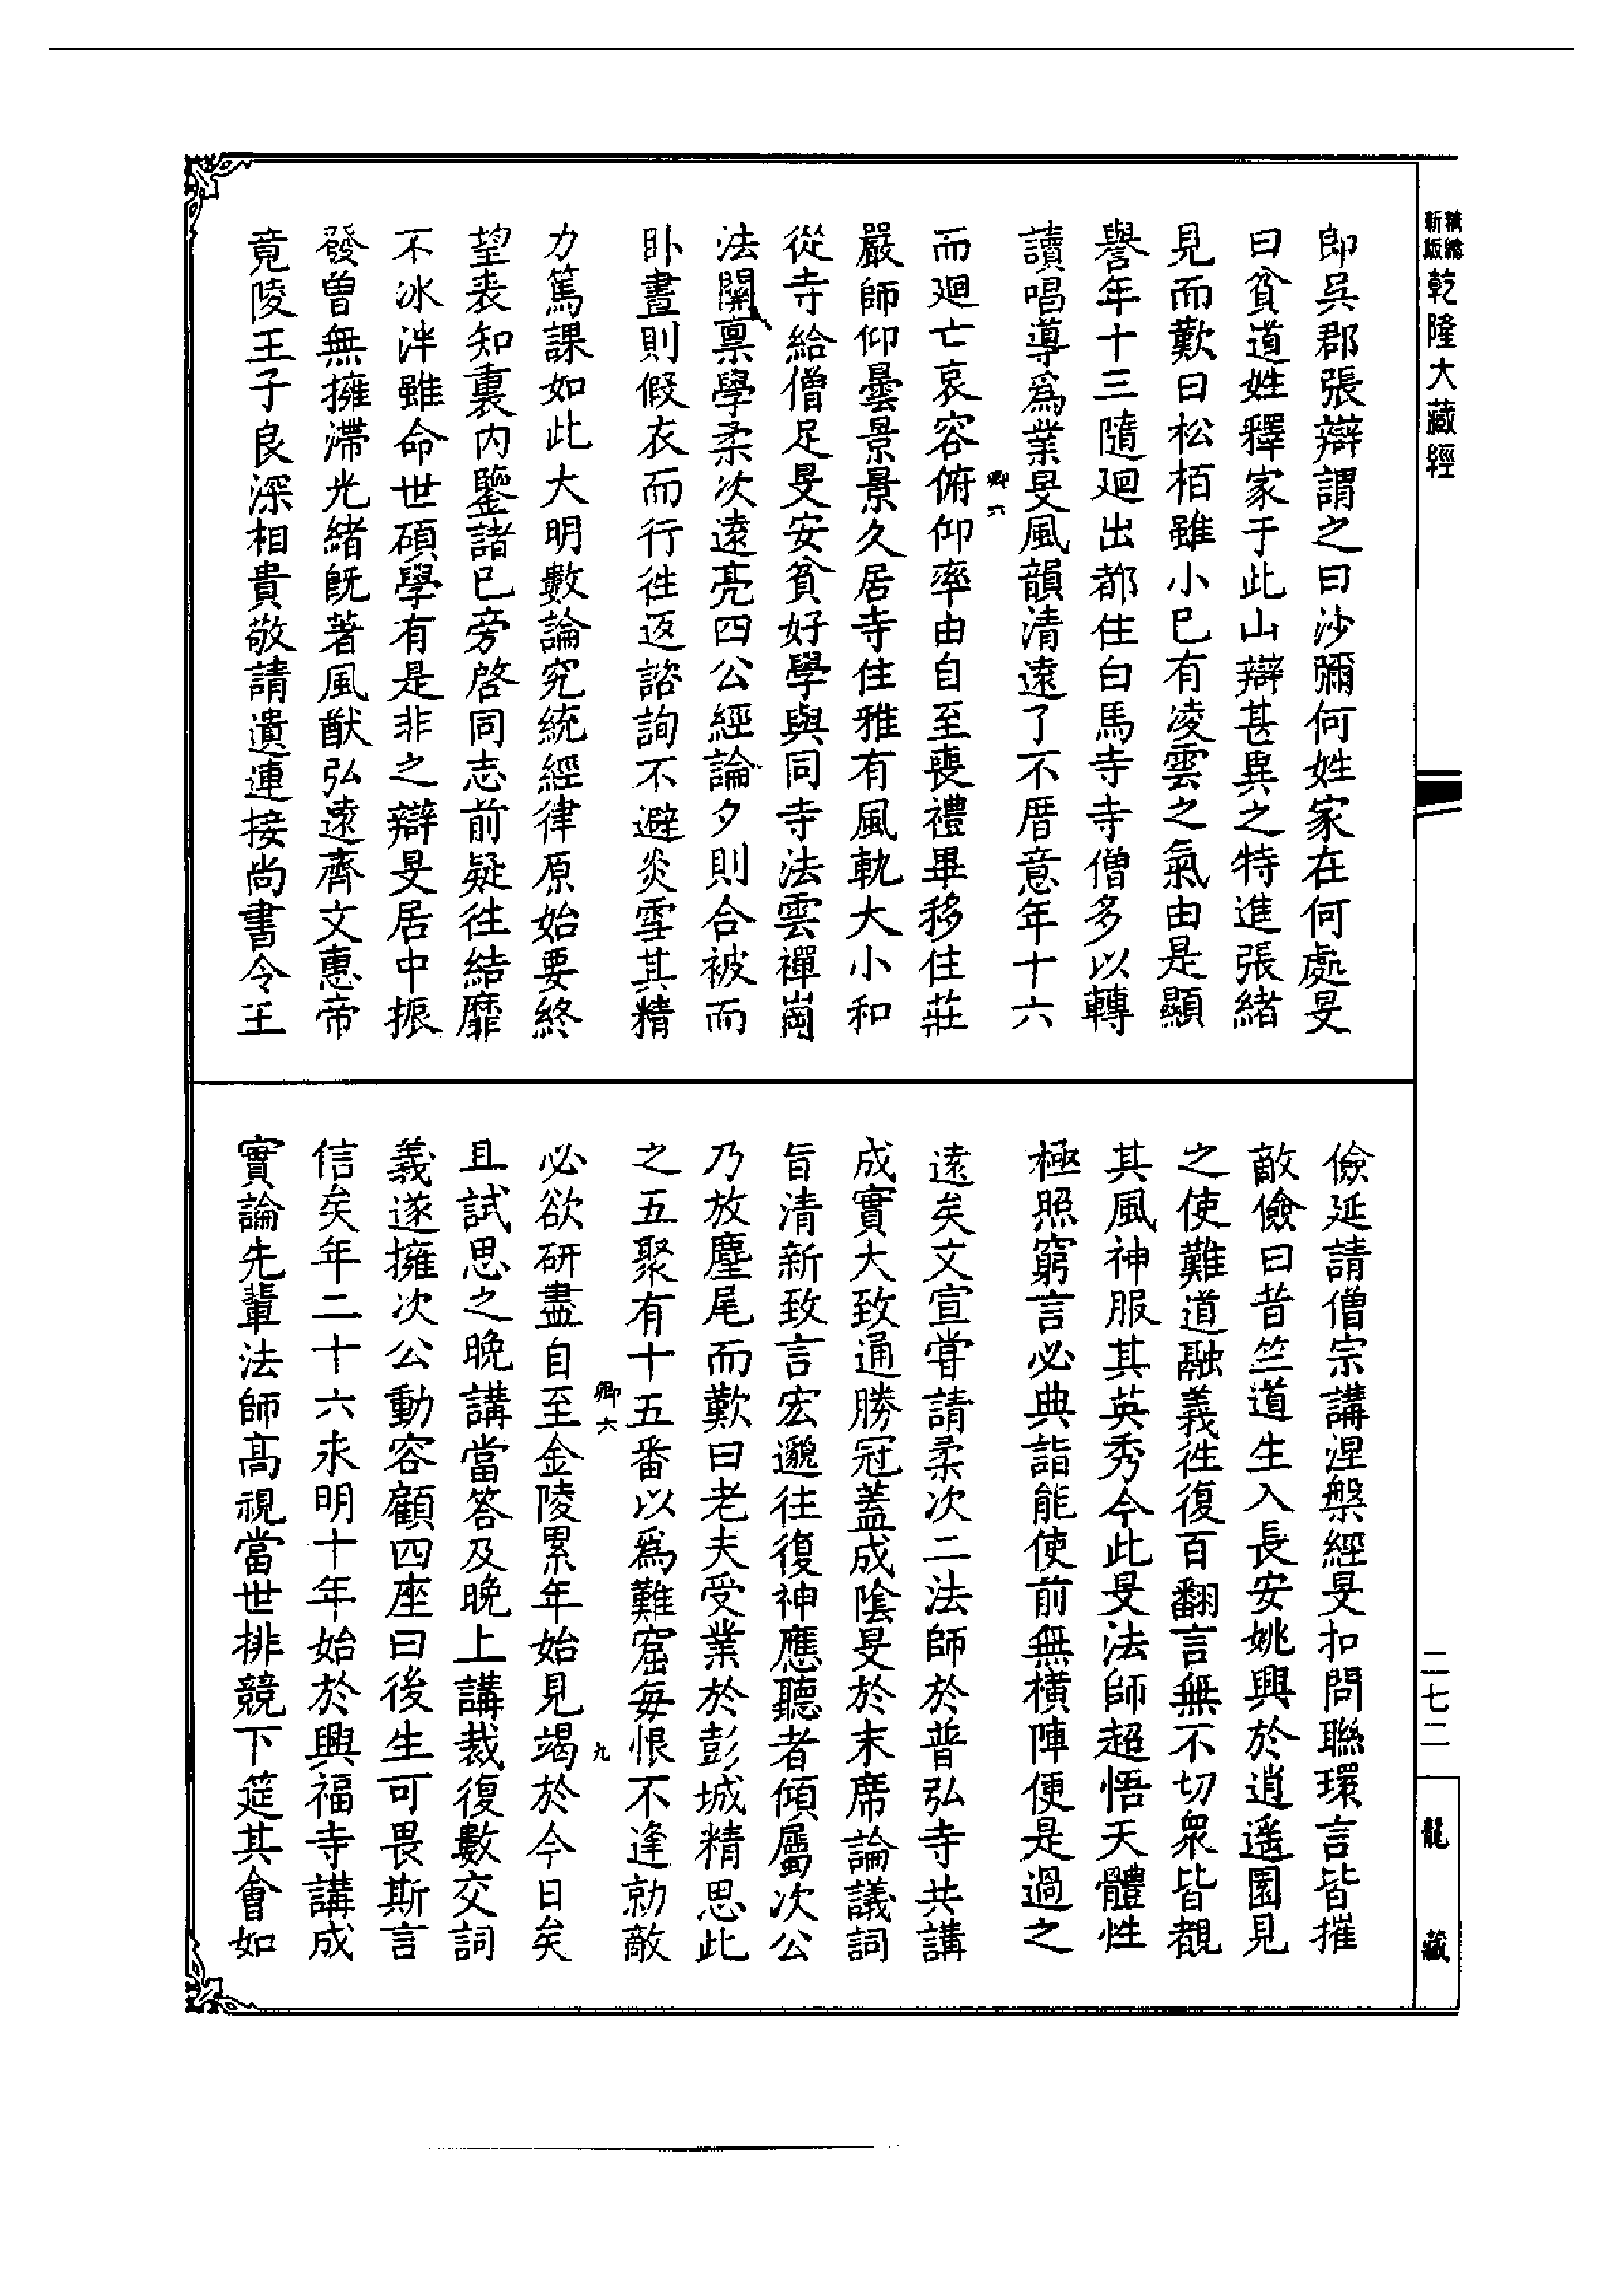 新版
精縮
乾隆大藏經
二七二
龍藏
郎吳郡張辯謂之曰沙彌何姓家在何處旻
曰貧道姓釋家于此山辯甚異之特進張緒
見而歎曰松栢雖小已有凌雲之氣由是顯
譽年十三隨迴出都住白馬寺寺僧多以轉
讀唱導爲業旻風韻清遠了不厝意年十六
卿六
而迴亡哀容俯仰率由自至喪禮畢移住莊
嚴師仰曇景景久居寺住雅有風軌大小和
從寺給僧足旻安貧好學與同寺法雲禪崗
法開禀學柔次遠亮四公經論夕則合被而
臥晝則假衣而行徃返諮詢不避炎雪其精
力篤課如此大明數論究統經律原始要終
望表知裏內鑒諸已旁啓同志前疑往結靡
不冰泮雖命世碩學有是非之辯旻居中振
發曽無擁滯光緒旣著風猷弘遠齊文惠帝
竟陵王子良深相貴敬請遺連接尚書令王
儉延請僧宗講涅槃經旻扣問聯環言皆摧
敵儉曰昔竺道生入長安姚興於逍遙園見
之使難道融義徃復百翻言無不切衆皆覩
其風神服其英秀今此旻法師超悟天體性
極照窮言必典詣能使前無橫陣便是過之
遠矣文宣甞請柔次二法師於普弘寺共講
成實大致通勝冠蓋成陰旻於末席論議詞
旨清新致言宏邈往復神應聽者傾屬次公
乃放麈尾而歎曰老夫受業於彭城精思此
之五聚有十五番以爲難窟每恨不逢勍敵
卿六
九
必欲研盡自至金陵累年始見竭於今日矣
且試思之晚講當答及晚上講裁復數交詞
義遂擁次公動容顧四座曰後生可畏斯言
信矣年二十六永明十年始於興福寺講成
實論先輩法師髙視當世排競下筵其會如